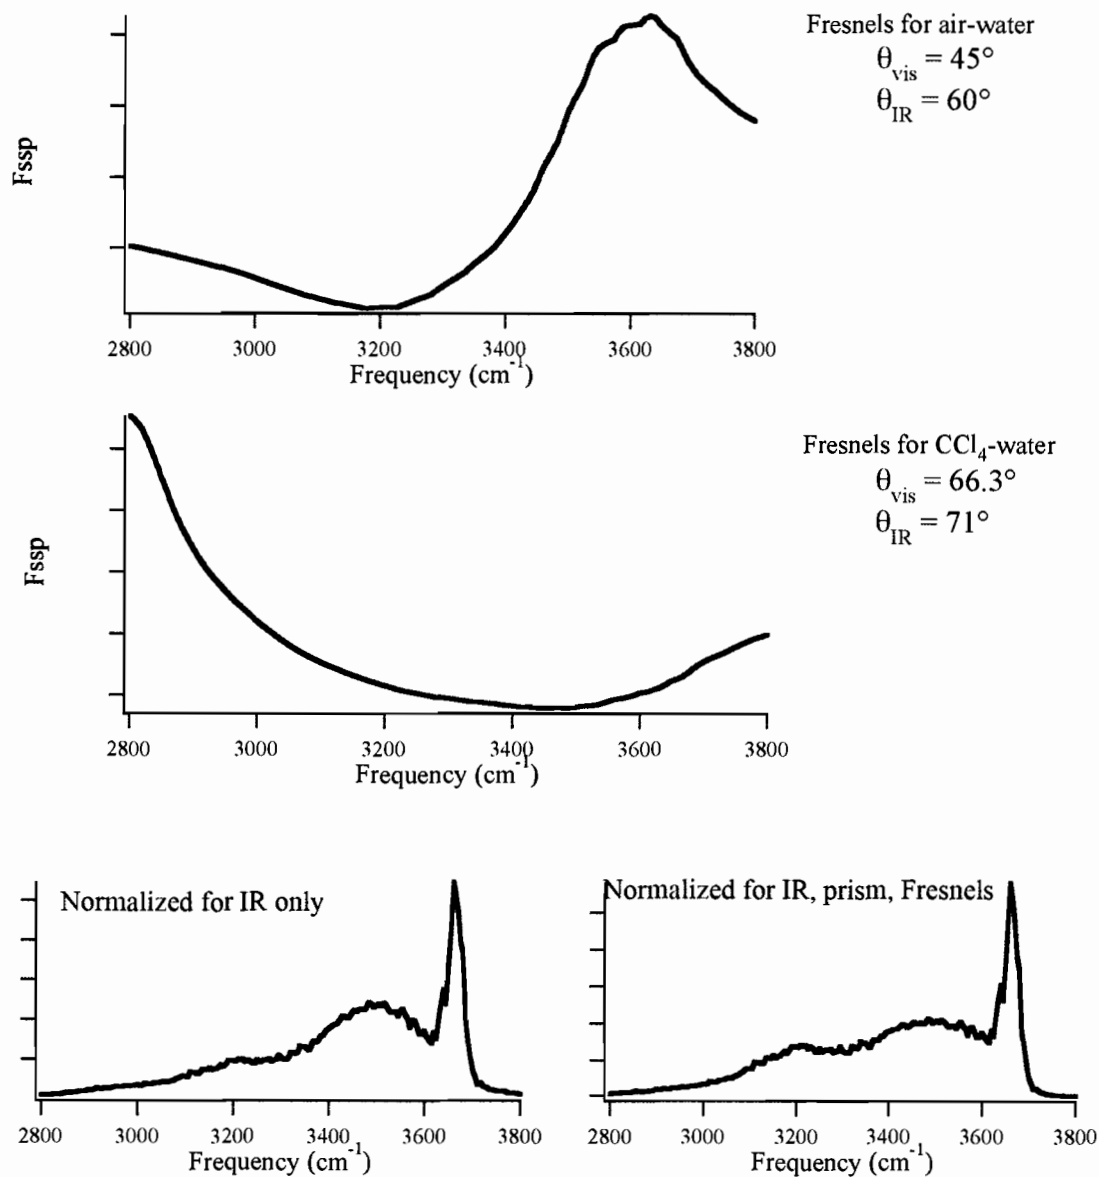 Fresnels for air-water
θvis = 45°
θIR = 60°
Fssp
2800 3000 3200 3400 3600 3800
Frequency (cm-1)
Fresnels for CCl4-water
θvis = 66.3°
θIR = 71°
Fssp
2800 3000 3200 3400 3600 3800
Frequency (cm-1)
Normalized for IR only
2800 3000 3200 3400 3600 3800
Frequency (cm-1)
Normalized for IR, prism, Fresnels
2800 3000 3200 3400 3600 3800
Frequency (cm-1)